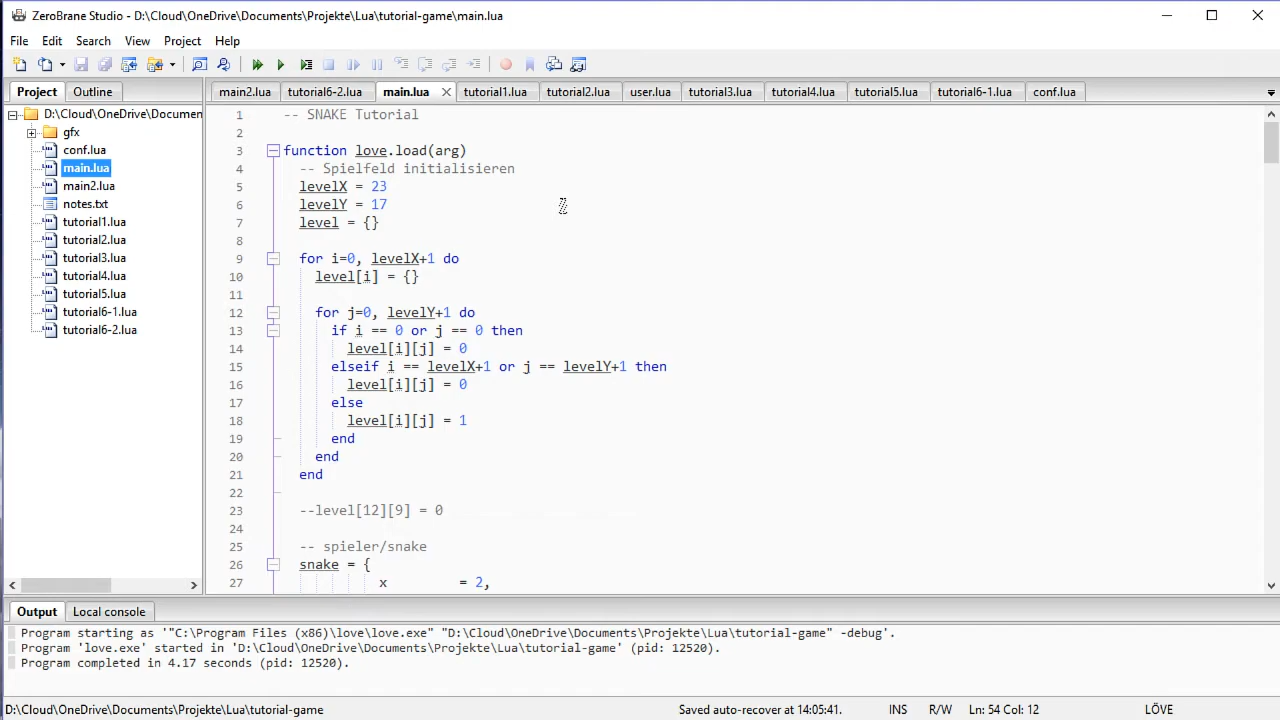 ZeroBrane Studio - D:\Cloud\OneDrive\Documents\Projekte\Lua\tutorial-game\main.lua
File Edit Search View Project Help
Project Outline
D:\Cloud\OneDrive\Documen
gfx
conf.lua
main.lua
main2.lua
notes.txt
tutorial1.lua
tutorial2.lua
tutorial3.lua
tutorial4.lua
tutorial5.lua
tutorial6-1.lua
tutorial6-2.lua
main2.lua tutorial6-2.lua main.lua tutorial1.lua tutorial2.lua user.lua tutorial3.lua tutorial4.lua tutorial5.lua tutorial6-1.lua conf.lua
1 -- SNAKE Tutorial
2
3 function love.load(arg)
4 -- Spielfeld initialisieren
5 levelX = 23
6 levelY = 17
7 level = {}
8
9 for i=0, levelX+1 do
10 level[i] = {}
11
12 for j=0, levelY+1 do
13 if i == 0 or j == 0 then
14 level[i][j] = 0
15 elseif i == levelX+1 or j == levelY+1 then
16 level[i][j] = 0
17 else
18 level[i][j] = 1
19 end
20 end
21 end
22
23 --level[12][9] = 0
24
25 -- spieler/snake
26 snake = {
27 x = 2,
Output Local console
Program starting as '"C:\Program Files (x86)\love\love.exe" "D:\Cloud\OneDrive\Documents\Projekte\Lua\tutorial-game" -debug'.
Program 'love.exe' started in 'D:\Cloud\OneDrive\Documents\Projekte\Lua\tutorial-game' (pid: 12520).
Program completed in 4.17 seconds (pid: 12520).
D:\Cloud\OneDrive\Documents\Projekte\Lua\tutorial-game Saved auto-recover at 14:05:41. INS R/W Ln: 54 Col: 12 LÖVE